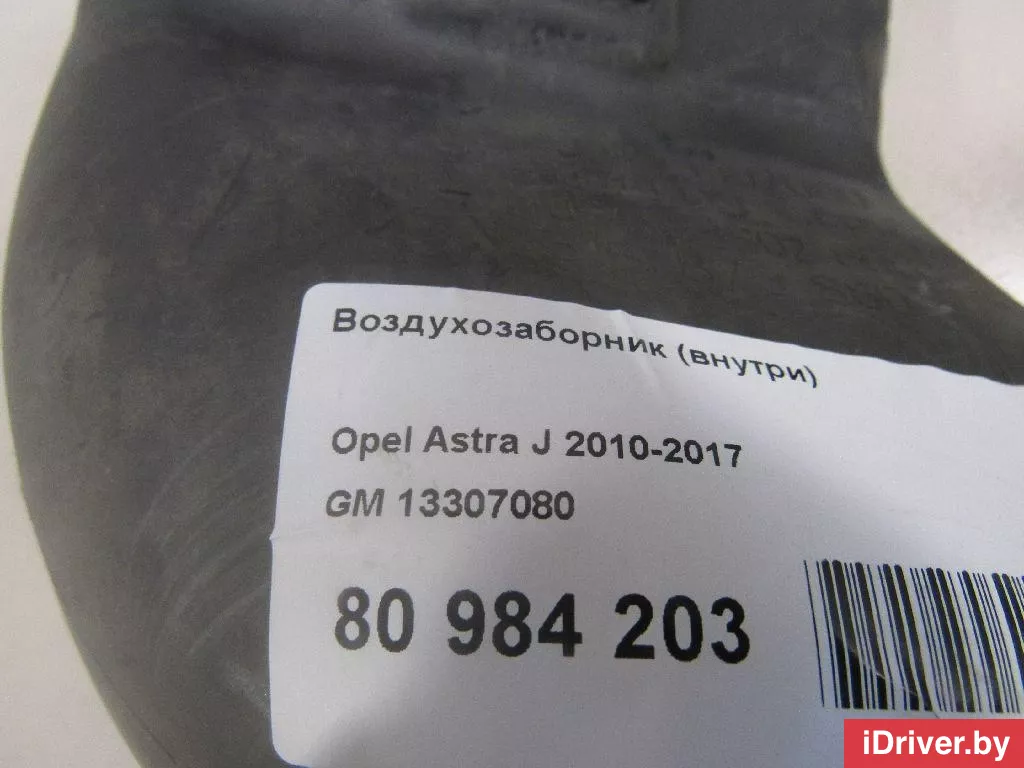 Воздухозаборник (внутри)
Opel Astra J 2010-2017
GM 13307080
80 984 203
iDriver.by